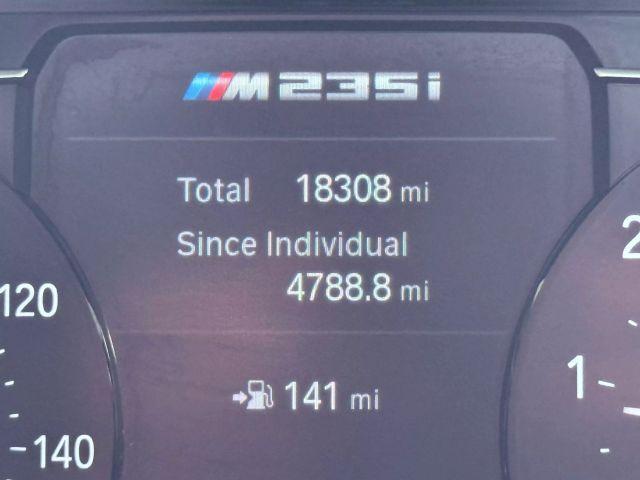 M235i
Total 18308 mi
Since Individual
4788.8 mi
141 mi
120
140
2
1